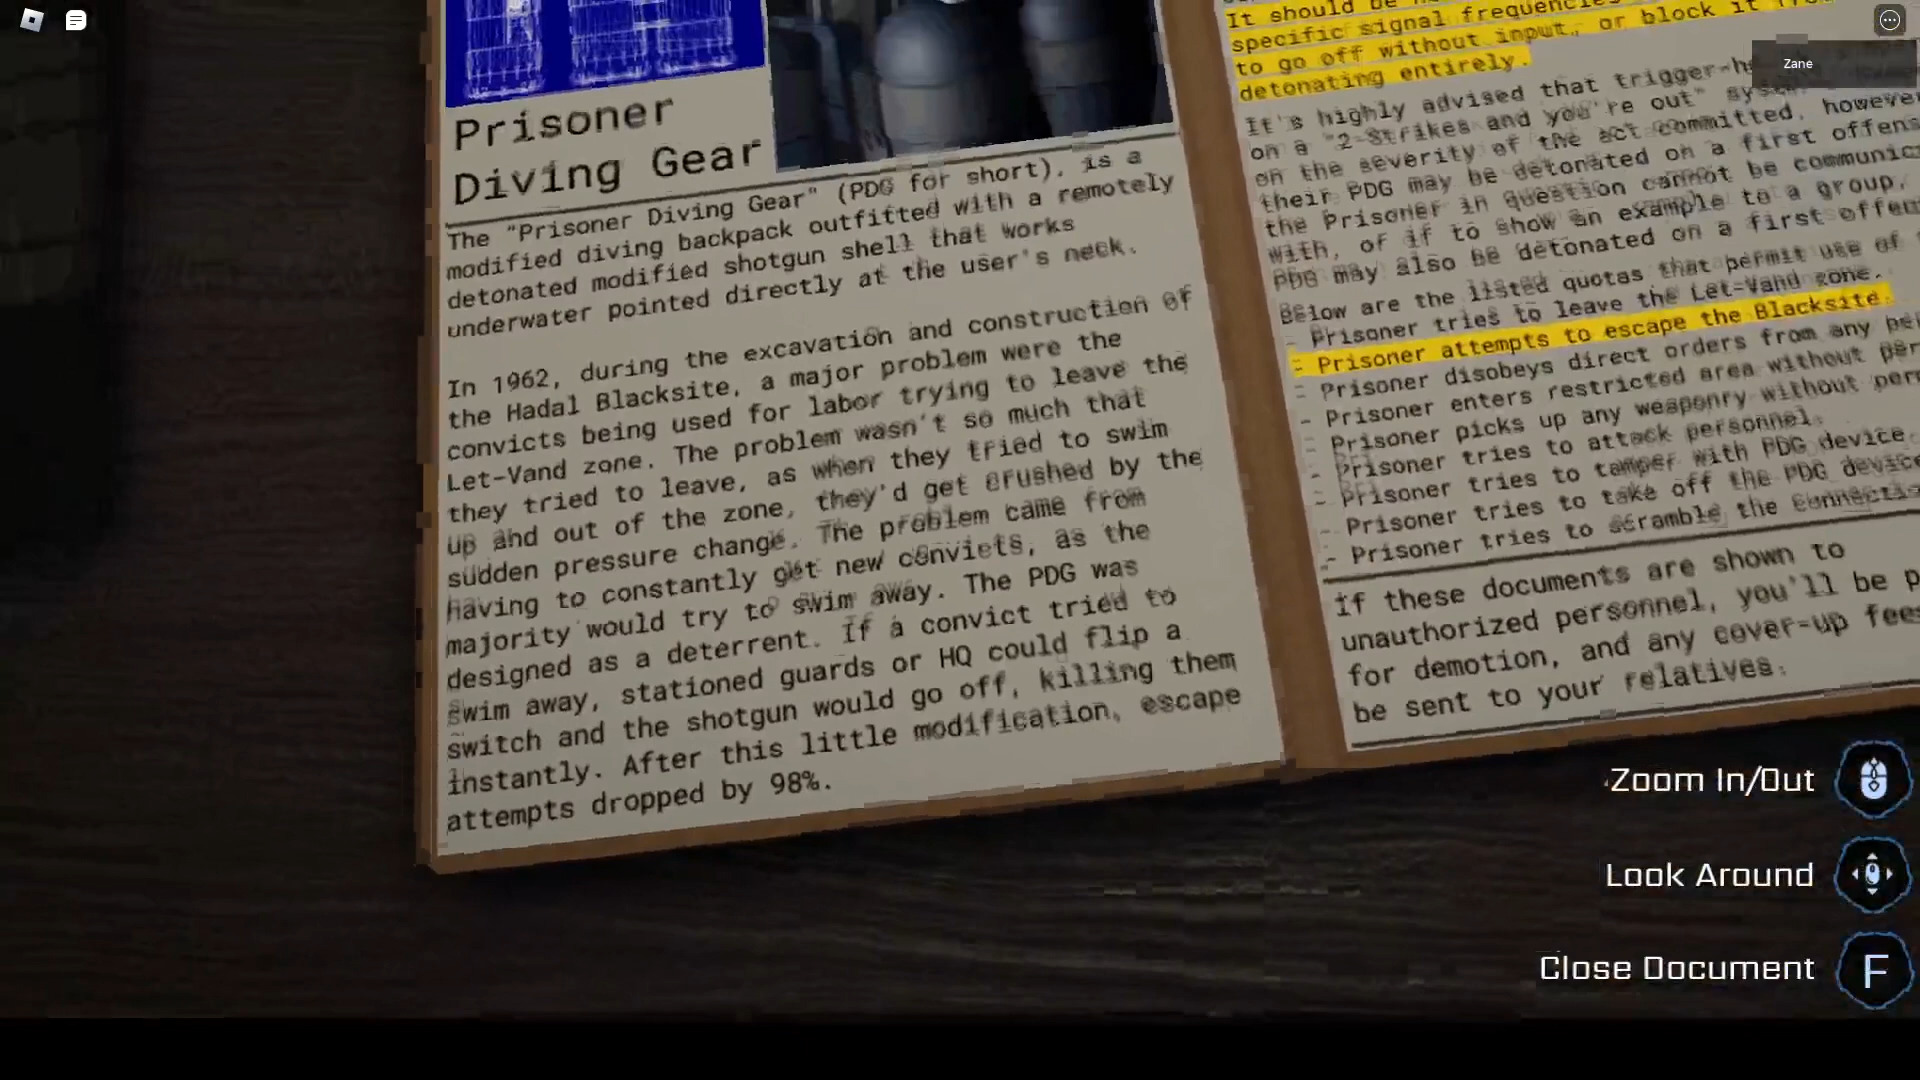 Prisoner
Diving Gear
The "Prisoner Diving Gear" (PDG for short), is a
modified diving backpack outfitted with a remotely
detonated modified shotgun shell that works
underwater pointed directly at the user's neck.
In 1962, during the excavation and construction of
the Hadal Blacksite, a major problem were the
convicts being used for labor trying to leave the
Let-Vand zone. The problem wasn't so much that
they tried to leave, as when they tried to swim
up and out of the zone, they'd get crushed by the
sudden pressure change. The problem came from
having to constantly get new convicts, as the
majority would try to swim away. The PDG was
designed as a deterrent. If a convict tried to
swim away, stationed guards or HQ could flip a
switch and the shotgun would go off, killing them
instantly. After this little modification, escape
attempts dropped by 98%.
It should be
specific signal frequencies
to go off without input, or block it from
detonating entirely.
It's highly advised that
on a "2-Strikes and you're out"
on the severity of the act committed, however
their PDG may be detonated on a first
the Prisoner in question cannot be
with, of if to show an example to a group,
PDG may also be detonated on a first
Below are the listed quotas that permit use of
- Prisoner tries to leave the Let-Vand zone.
- Prisoner attempts to escape the Blacksite.
- Prisoner disobeys direct orders from any
- Prisoner enters restricted area without
- Prisoner picks up any weaponry without
- Prisoner tries to attack personnel.
- Prisoner tries to tamper with PDG device
- Prisoner tries to take off the PDG device
- Prisoner tries to scramble the
if these documents are shown to
unauthorized personnel, you'll be
for demotion, and any cover-up
be sent to your relatives.
Zane
Zoom In/Out
Look Around
Close Document
F